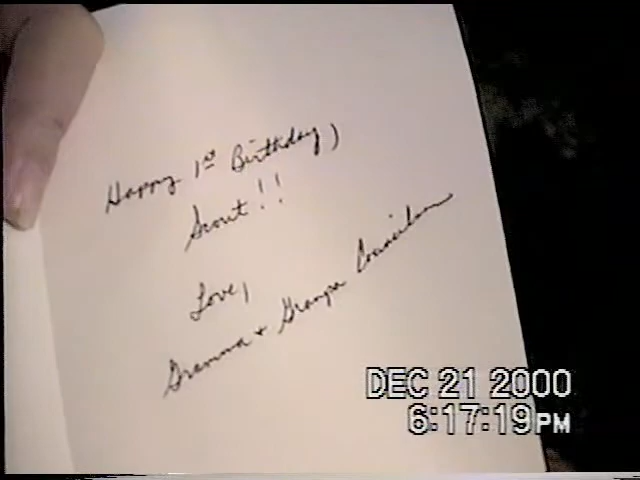 Happy 1st Birthday,
Scout!!
Love,
Gramma + Grampa
DEC 21 2000
6:17:19PM